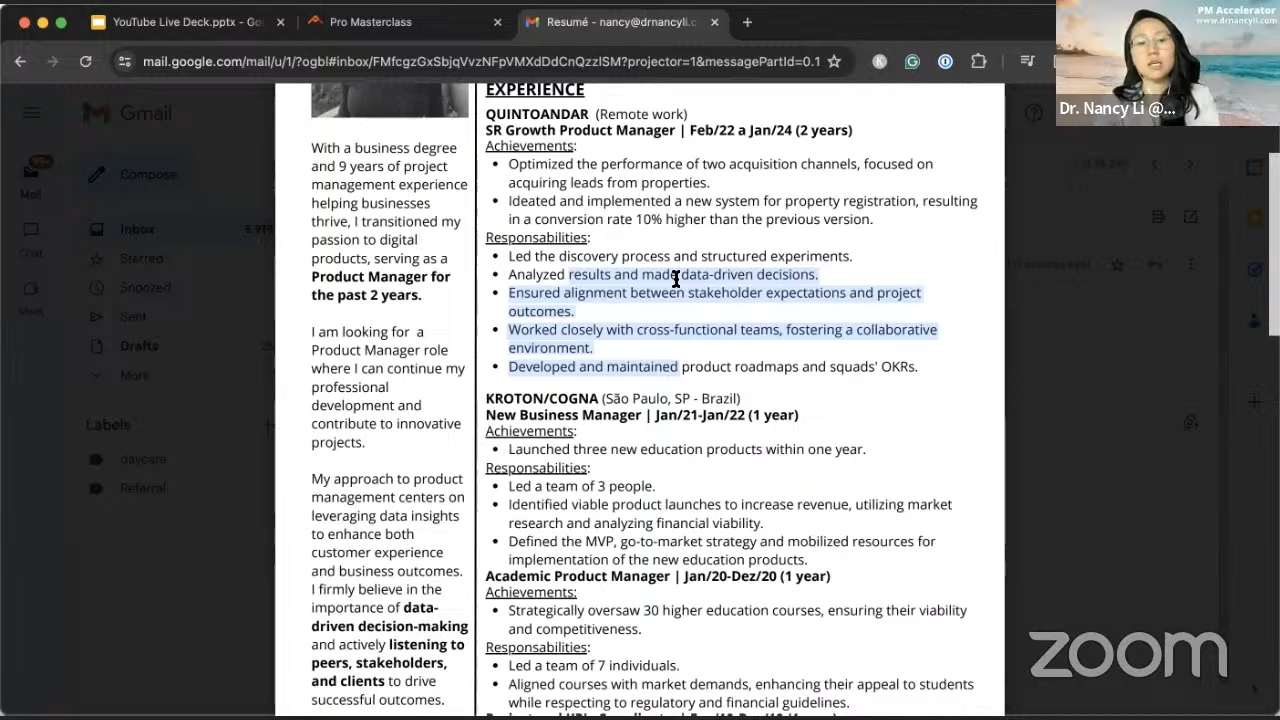 YouTube Live Deck.pptx - Go
Pro Masterclass
Resumé - nancy@drnancyli.c
PM Accelerator
www.drnancyli.com
mail.google.com/mail/u/1/?ogbl#inbox/FMfcgzGxSbjqVvzNFpVMXdDdCnQzzlSM?projector=1&messagePartId=0.1
Dr. Nancy Li @...
Gmail
Compose
Mail
Inbox
Chat
Starred
Snoozed
Meet
Sent
Drafts
More
Labels
daycare
Referral
With a business degree
and 9 years of project
management experience
helping businesses
thrive, I transitioned my
passion to digital
products, serving as a
Product Manager for
the past 2 years.
I am looking for a
Product Manager role
where I can continue my
professional
development and
contribute to innovative
projects.
My approach to product
management centers on
leveraging data insights
to enhance both
customer experience
and business outcomes.
I firmly believe in the
importance of data-
driven decision-making
and actively listening to
peers, stakeholders,
and clients to drive
successful outcomes.
EXPERIENCE
QUINTOANDAR (Remote work)
SR Growth Product Manager | Feb/22 a Jan/24 (2 years)
Achievements:
• Optimized the performance of two acquisition channels, focused on
acquiring leads from properties.
• Ideated and implemented a new system for property registration, resulting
in a conversion rate 10% higher than the previous version.
Responsabilities:
• Led the discovery process and structured experiments.
• Analyzed results and made data-driven decisions.
• Ensured alignment between stakeholder expectations and project
outcomes.
• Worked closely with cross-functional teams, fostering a collaborative
environment.
• Developed and maintained product roadmaps and squads' OKRs.
KROTON/COGNA (São Paulo, SP - Brazil)
New Business Manager | Jan/21-Jan/22 (1 year)
Achievements:
• Launched three new education products within one year.
Responsabilities:
• Led a team of 3 people.
• Identified viable product launches to increase revenue, utilizing market
research and analyzing financial viability.
• Defined the MVP, go-to-market strategy and mobilized resources for
implementation of the new education products.
Academic Product Manager | Jan/20-Dez/20 (1 year)
Achievements:
• Strategically oversaw 30 higher education courses, ensuring their viability
and competitiveness.
Responsabilities:
• Led a team of 7 individuals.
• Aligned courses with market demands, enhancing their appeal to students
while respecting to regulatory and financial guidelines.
zoom